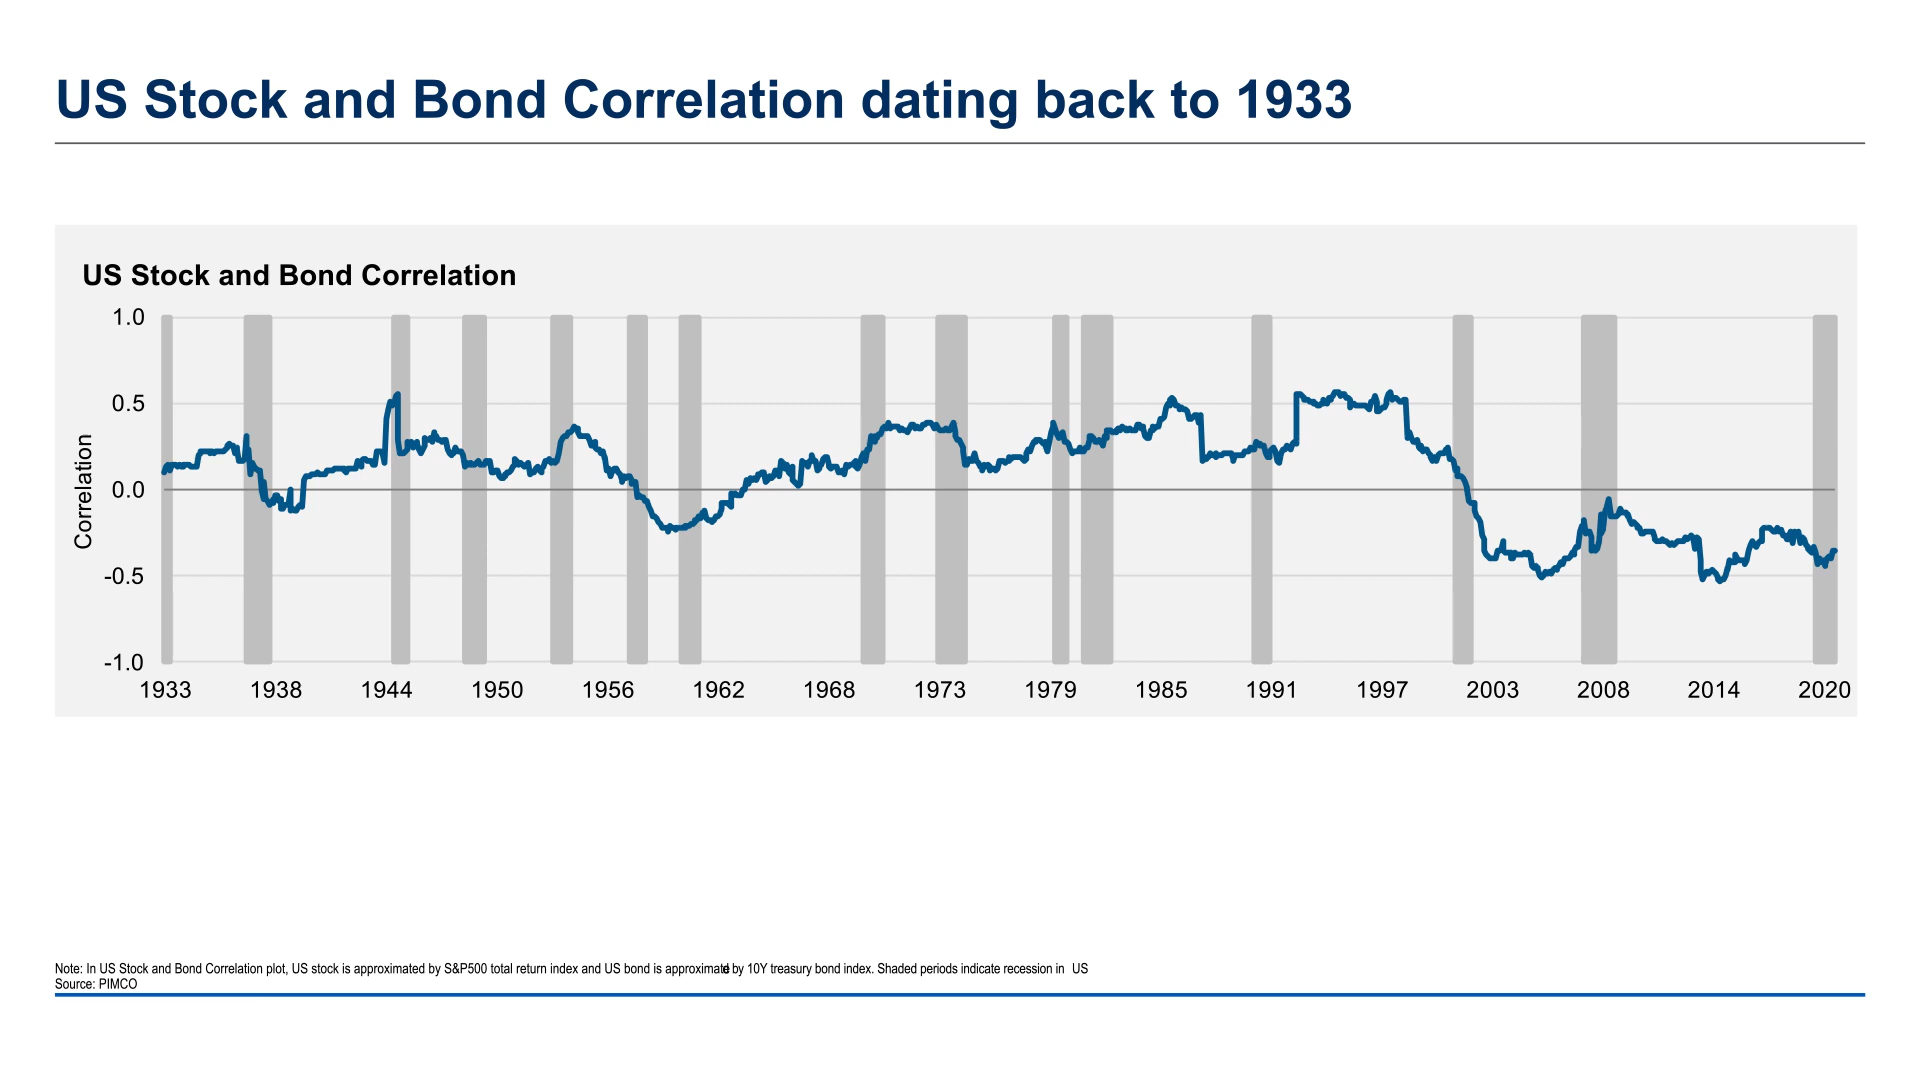 US Stock and Bond Correlation dating back to 1933
US Stock and Bond Correlation
1.0
0.5
0.0
-0.5
-1.0
Correlation
1933 1938 1944 1950 1956 1962 1968 1973 1979 1985 1991 1997 2003 2008 2014 2020
Note: In US Stock and Bond Correlation plot, US stock is approximated by S&P500 total return index and US bond is approximated by 10Y treasury bond index. Shaded periods indicate recession in US
Source: PIMCO